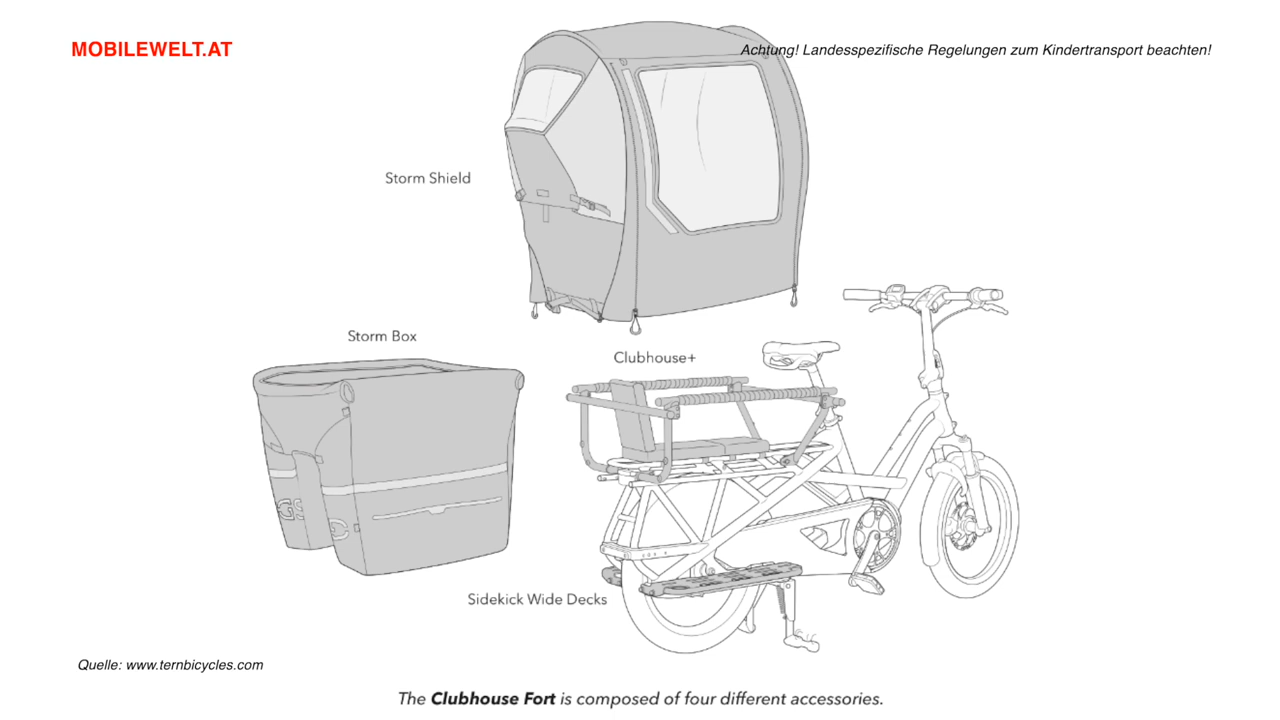 MOBILEWELT.AT
Achtung! Landesspezifische Regelungen zum Kindertransport beachten!
Storm Shield
Storm Box
Clubhouse+
GS
D
Sidekick Wide Decks
Quelle: www.ternbicycles.com
The Clubhouse Fort is composed of four different accessories.